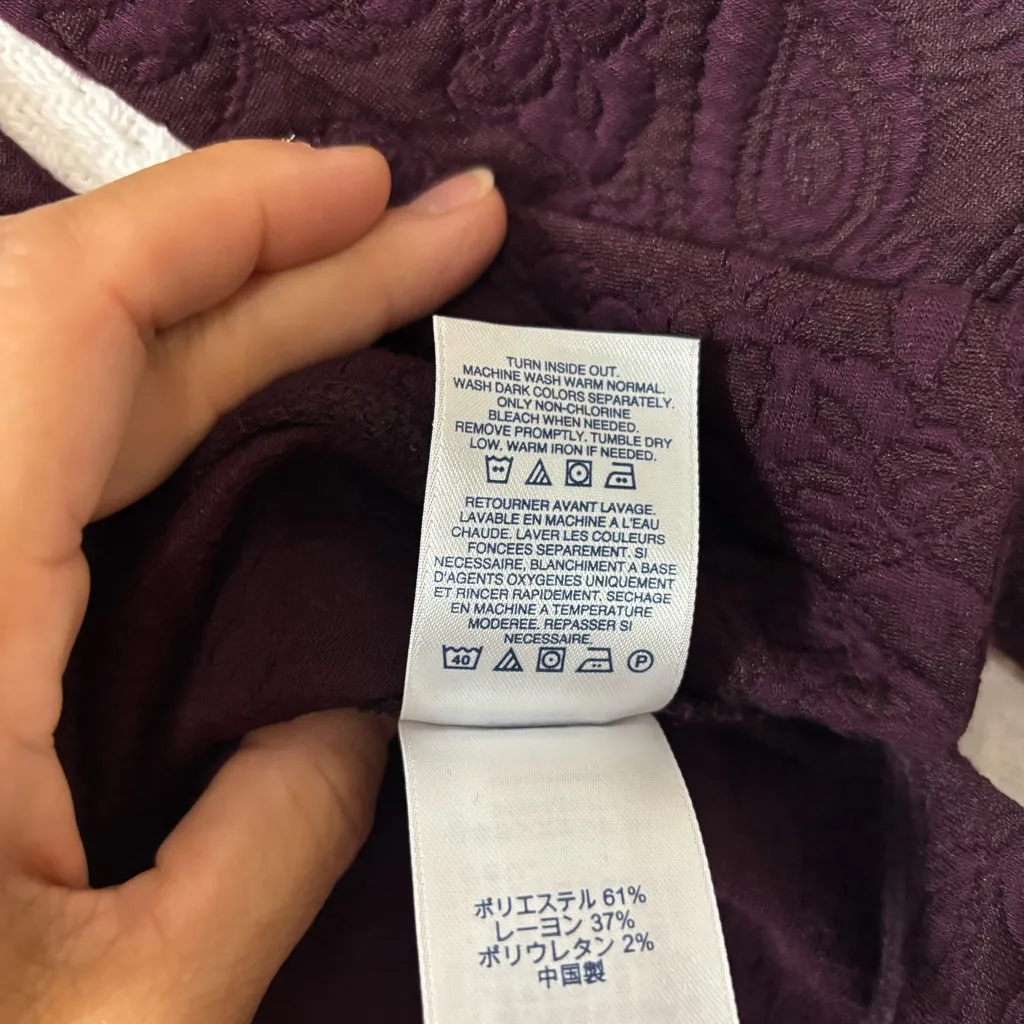 TURN INSIDE OUT.
MACHINE WASH WARM NORMAL.
WASH DARK COLORS SEPARATELY.
ONLY NON-CHLORINE
BLEACH WHEN NEEDED.
REMOVE PROMPTLY. TUMBLE DRY
LOW. WARM IRON IF NEEDED.
RETOURNER AVANT LAVAGE.
LAVABLE EN MACHINE A L'EAU
CHAUDE. LAVER LES COULEURS
FONCEES SEPAREMENT. SI
NECESSAIRE, BLANCHIMENT A BASE
D'AGENTS OXYGENES UNIQUEMENT
ET RINCER RAPIDEMENT. SECHAGE
EN MACHINE A TEMPERATURE
MODEREE. REPASSER SI
NECESSAIRE.
40 P
ポリエステル 61%
レーヨン 37%
ポリウレタン 2%
中国製